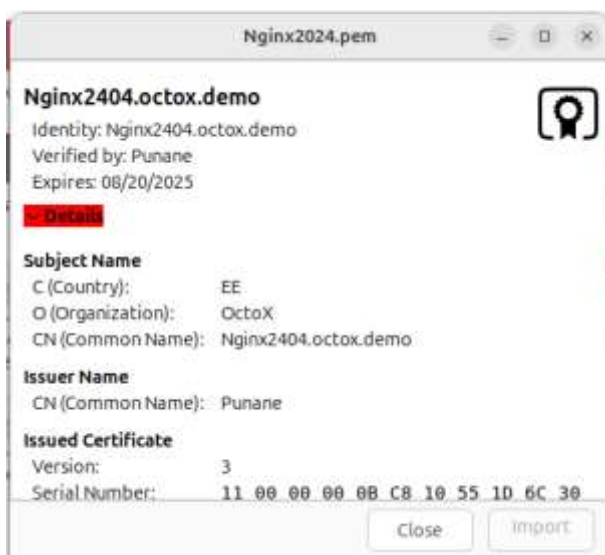 Nginx2024.pem
Nginx2404.octox.demo
Identity: Nginx2404.octox.demo
Verified by: Punane
Expires: 08/20/2025
Details
Subject Name
C (Country): EE
O (Organization): OctoX
CN (Common Name): Nginx2404.octox.demo
Issuer Name
CN (Common Name): Punane
Issued Certificate
Version: 3
Serial Number: 11 00 00 00 0B C8 10 55 1D 6C 30
Close Import